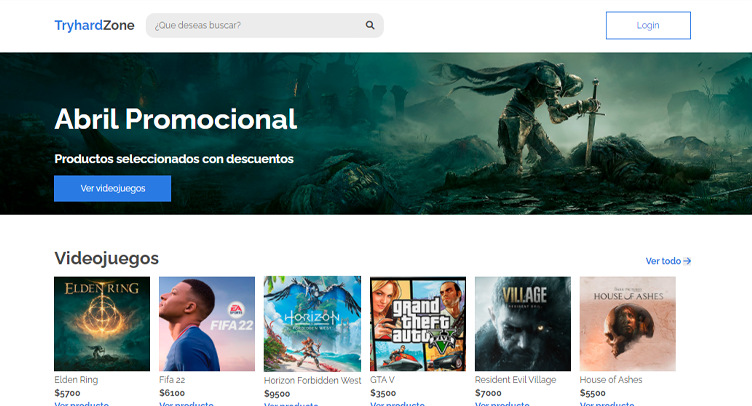 TryhardZone
¿Que deseas buscar?
Login
Abril Promocional
Productos seleccionados con descuentos
Ver videojuegos
Videojuegos
Ver todo
ELDEN RING
EA SPORTS
FIFA 22
HORIZON
FORBIDDEN WEST
grand
theft
auto
V
VILLAGE
RESIDENT EVIL
HOUSE OF ASHES
Elden Ring
$5700
Ver producto
Fifa 22
$6100
Ver producto
Horizon Forbidden West
$9500
Ver producto
GTA V
$3500
Ver producto
Resident Evil Village
$7000
Ver producto
House of Ashes
$5500
Ver producto